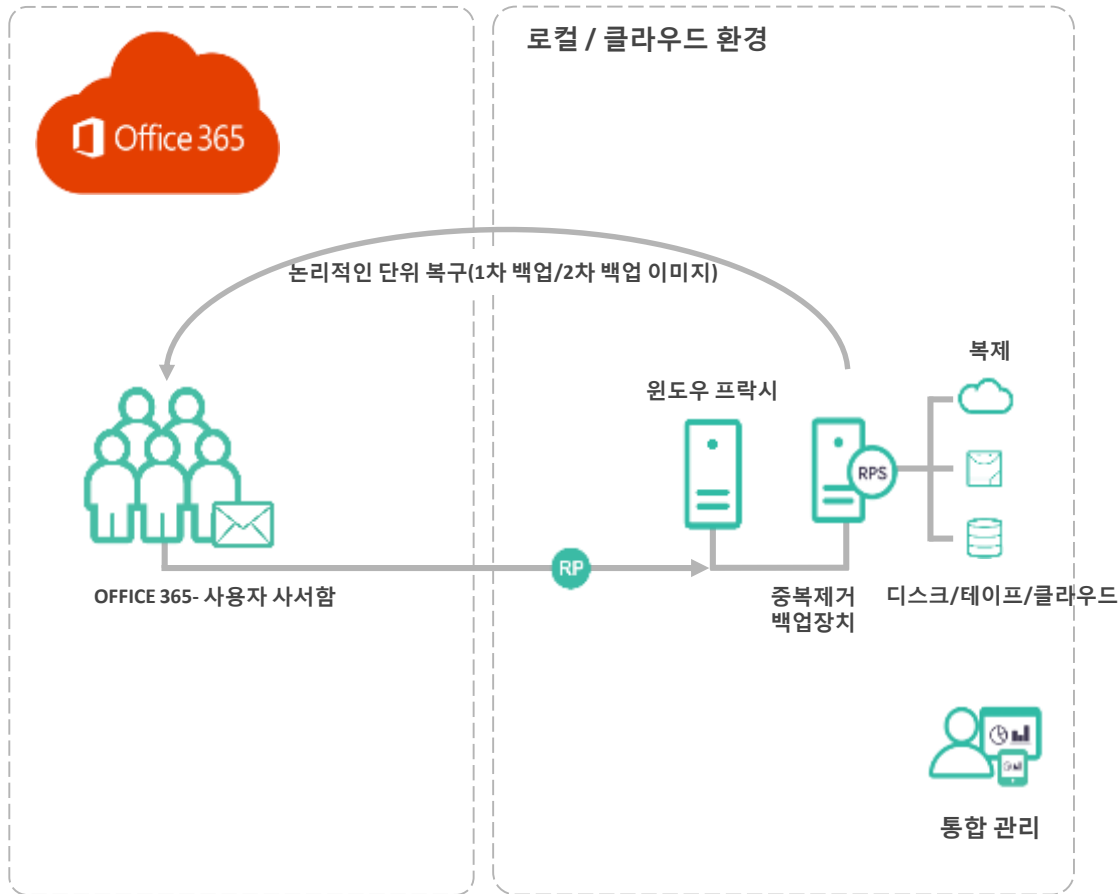 Office 365
로컬 / 클라우드 환경
논리적인 단위 복구(1차 백업/2차 백업 이미지)
복제
윈도우 프락시
RPS
RP
OFFICE 365- 사용자 사서함
중복제거
백업장치
디스크/테이프/클라우드
통합 관리